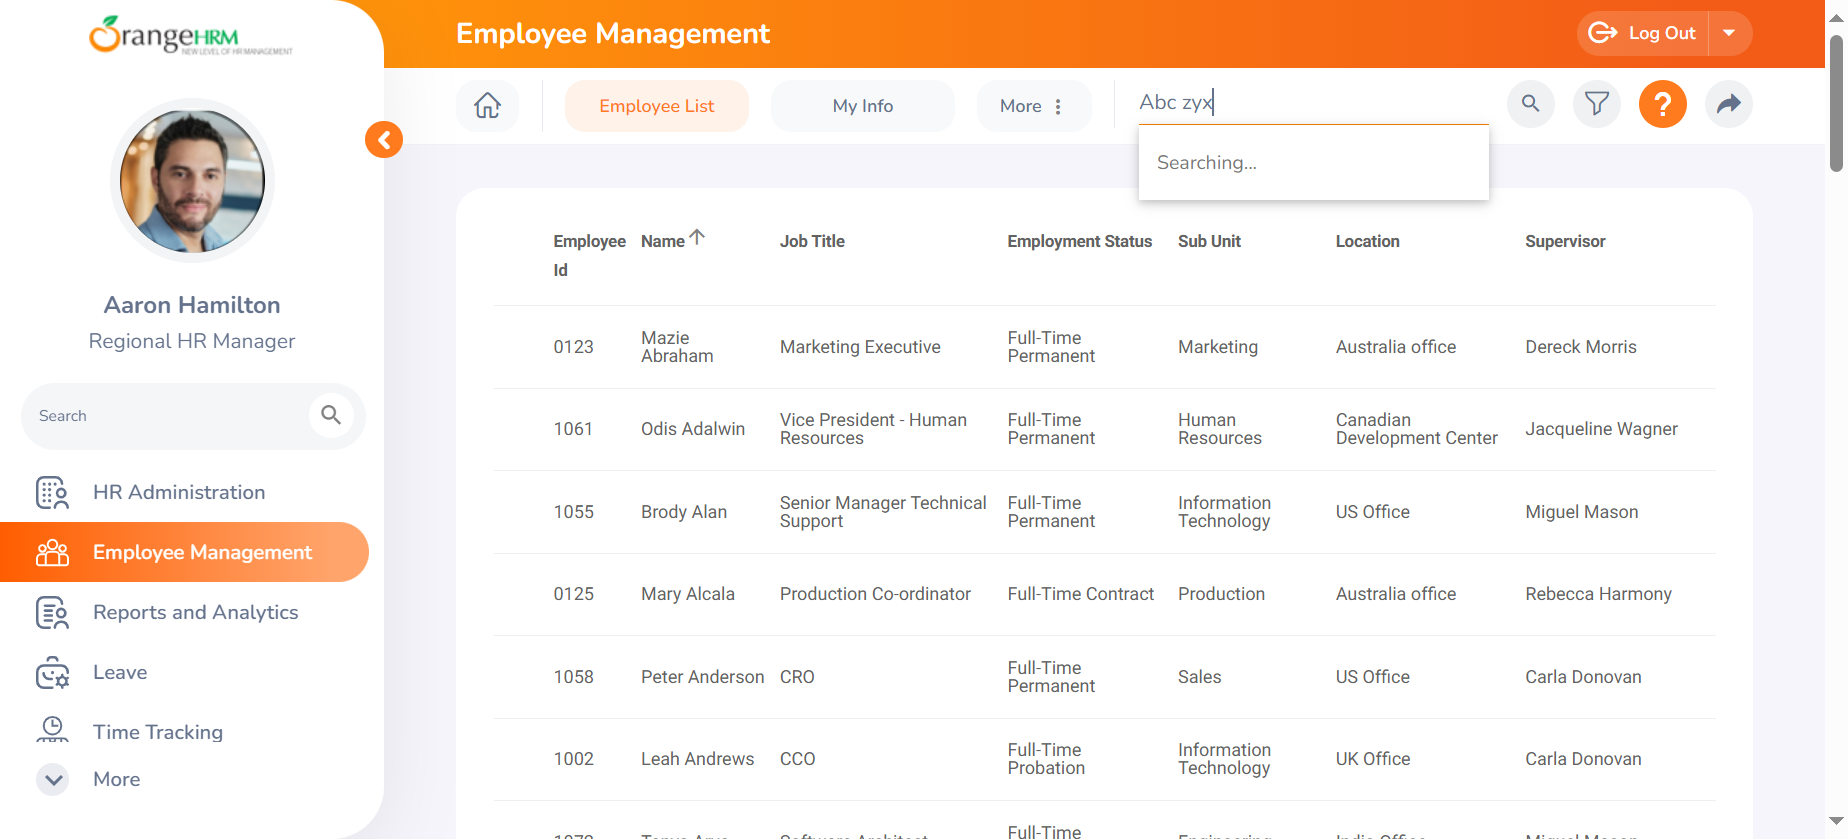 OrangeHRM
NEW LEVEL OF HR MANAGEMENT
Employee Management
Log Out
Employee List
My Info
More
Abc zyx
Searching...
Aaron Hamilton
Regional HR Manager
Search
HR Administration
Employee Management
Reports and Analytics
Leave
Time Tracking
More
Employee Id Name Job Title Employment Status Sub Unit Location Supervisor
0123 Mazie Abraham Marketing Executive Full-Time Permanent Marketing Australia office Dereck Morris
1061 Odis Adalwin Vice President - Human Resources Full-Time Permanent Human Resources Canadian Development Center Jacqueline Wagner
1055 Brody Alan Senior Manager Technical Support Full-Time Permanent Information Technology US Office Miguel Mason
0125 Mary Alcala Production Co-ordinator Full-Time Contract Production Australia office Rebecca Harmony
1058 Peter Anderson CRO Full-Time Permanent Sales US Office Carla Donovan
1002 Leah Andrews CCO Full-Time Probation Information Technology UK Office Carla Donovan
Full-Time